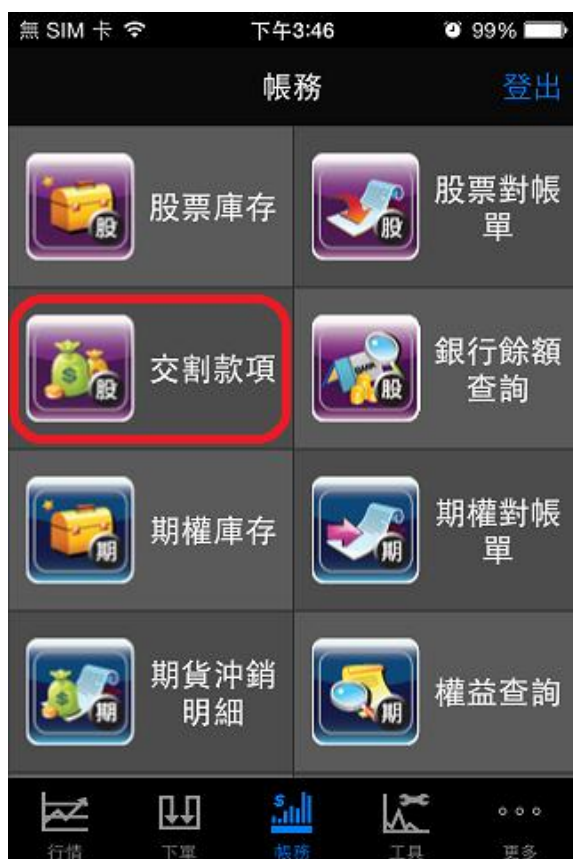 無 SIM 卡 下午3:46 99%
帳務 登出
股
股票庫存
股
股票對帳
單
股
交割款項
BANK
股
銀行餘額
查詢
期
期權庫存
期
期權對帳
單
期
期貨沖銷
明細
期
權益查詢
行情 下單 帳務 工具 更多